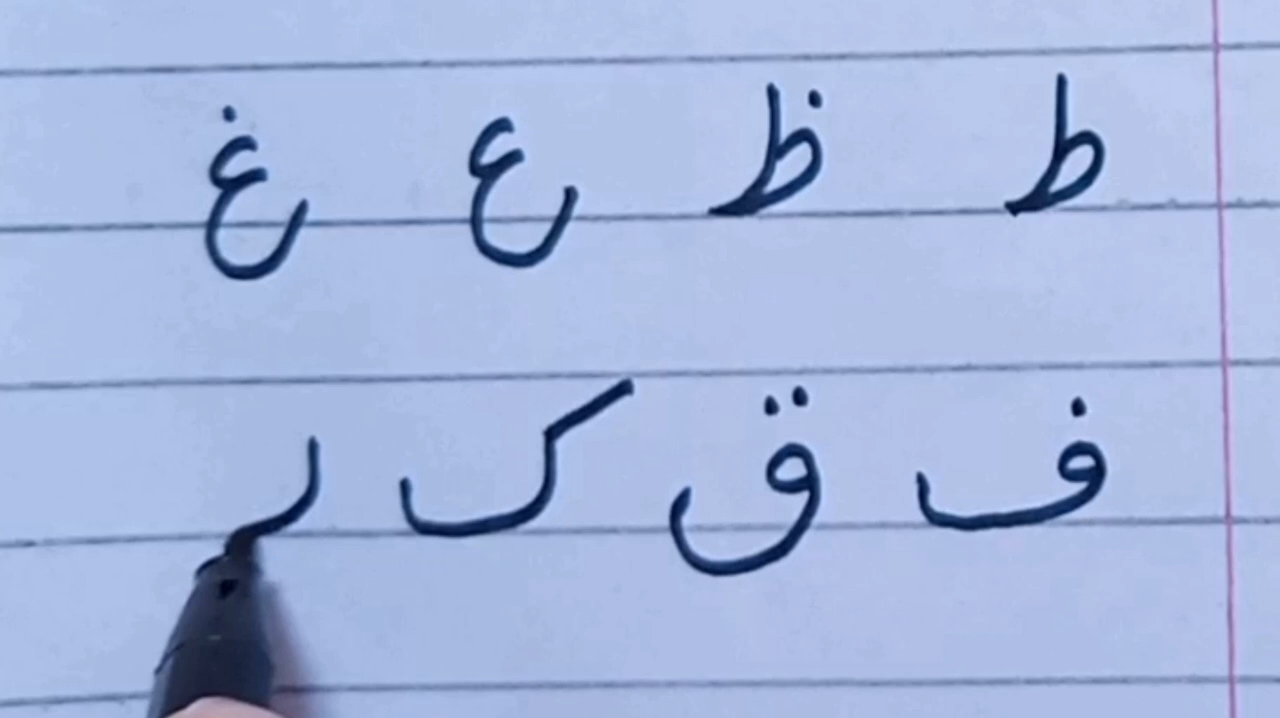 ط ظ ع غ
ف ق ک